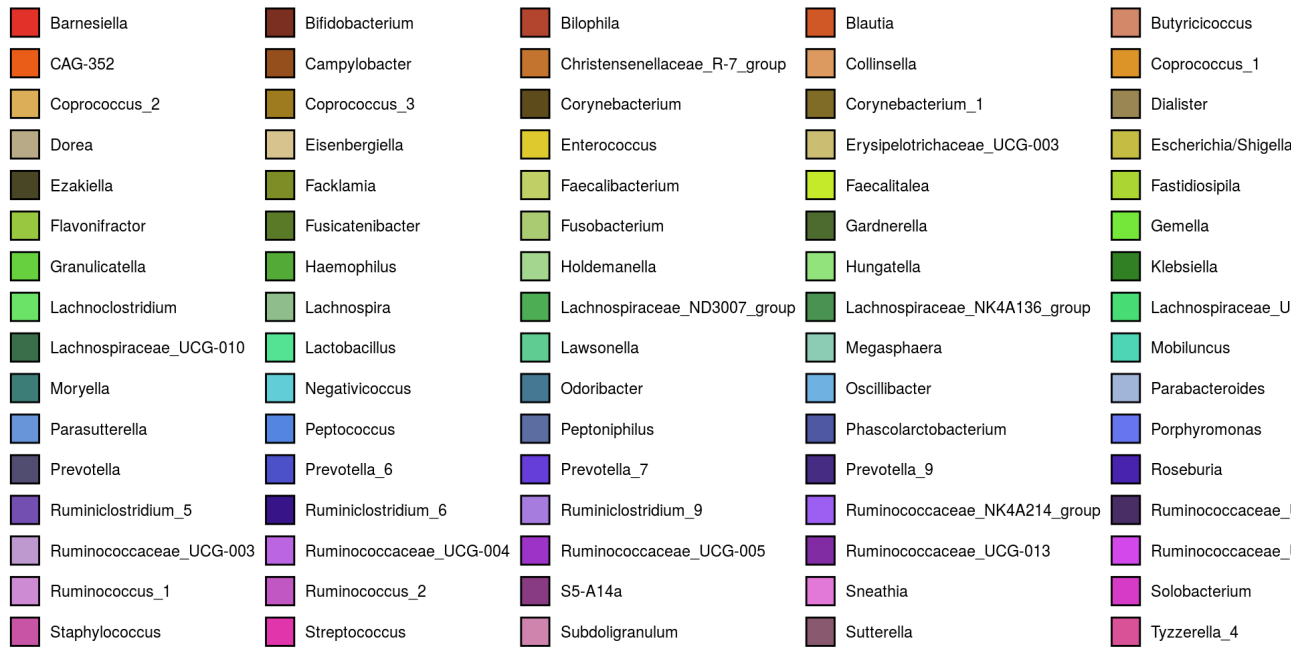 Barnesiella Bifidobacterium Bilophila Blautia Butyricicoccus
CAG-352 Campylobacter Christensenellaceae_R-7_group Collinsella Coprococcus_1
Coprococcus_2 Coprococcus_3 Corynebacterium Corynebacterium_1 Dialister
Dorea Eisenbergiella Enterococcus Erysipelotrichaceae_UCG-003 Escherichia/Shigella
Ezakiella Facklamia Faecalibacterium Faecalitalea Fastidiosipila
Flavonifractor Fusicatenibacter Fusobacterium Gardnerella Gemella
Granulicatella Haemophilus Holdemanella Hungatella Klebsiella
Lachnoclostridium Lachnospira Lachnospiraceae_ND3007_group Lachnospiraceae_NK4A136_group Lachnospiraceae_U
Lachnospiraceae_UCG-010 Lactobacillus Lawsonella Megasphaera Mobiluncus
Moryella Negativicoccus Odoribacter Oscillibacter Parabacteroides
Parasutterella Peptococcus Peptoniphilus Phascolarctobacterium Porphyromonas
Prevotella Prevotella_6 Prevotella_7 Prevotella_9 Roseburia
Ruminiclostridium_5 Ruminiclostridium_6 Ruminiclostridium_9 Ruminococcaceae_NK4A214_group Ruminococcaceae_
Ruminococcaceae_UCG-003 Ruminococcaceae_UCG-004 Ruminococcaceae_UCG-005 Ruminococcaceae_UCG-013 Ruminococcaceae_
Ruminococcus_1 Ruminococcus_2 S5-A14a Sneathia Solobacterium
Staphylococcus Streptococcus Subdoligranulum Sutterella Tyzzerella_4